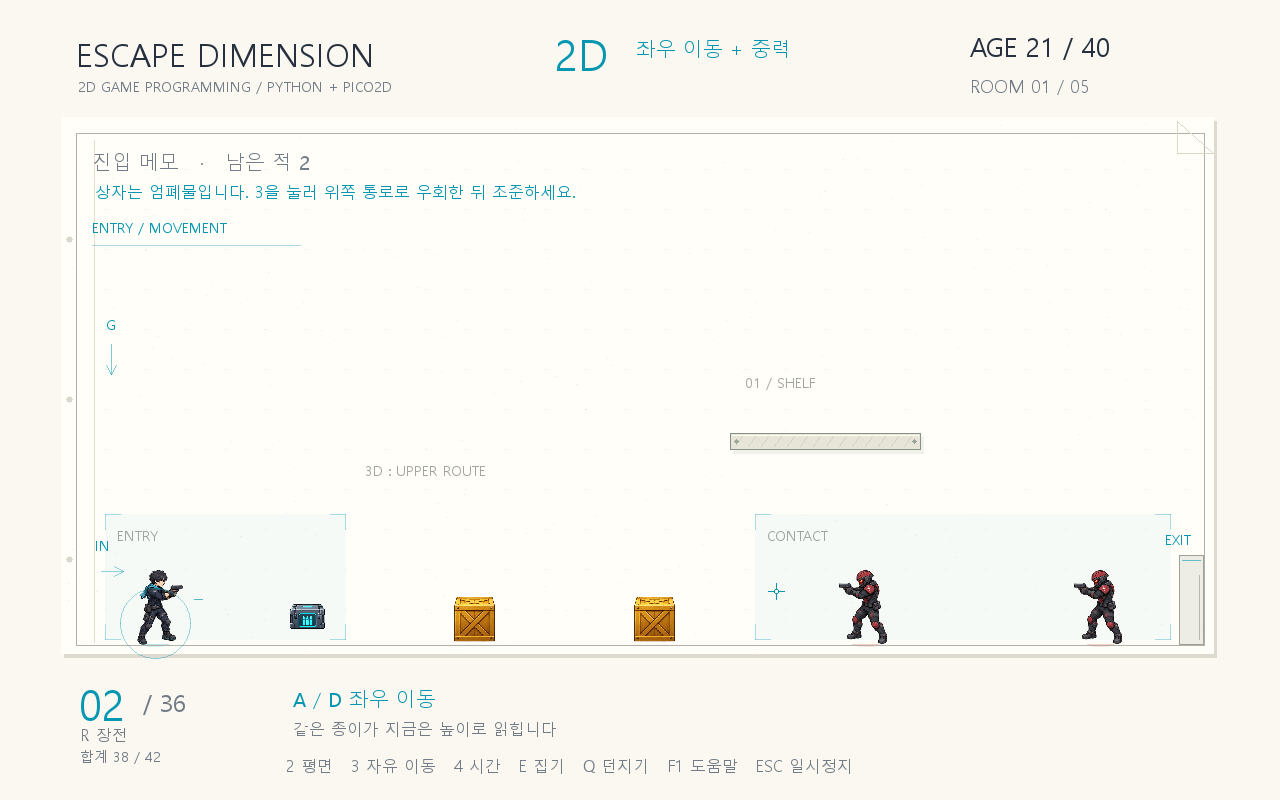 ESCAPE DIMENSION
2D GAME PROGRAMMING / PYTHON + PICO2D
2D 좌우 이동 + 중력
AGE 21 / 40
ROOM 01 / 05
진입 메모 · 남은 적 2
상자는 엄폐물입니다. 3을 눌러 위쪽 통로로 우회한 뒤 조준하세요.
ENTRY / MOVEMENT
G
01 / SHELF
3D : UPPER ROUTE
IN
ENTRY
CONTACT
EXIT
02 / 36
R 장전
합계 38 / 42
A / D 좌우 이동
같은 종이가 지금은 높이로 읽힙니다
2 평면 3 자유 이동 4 시간 E 집기 Q 던지기 F1 도움말 ESC 일시정지